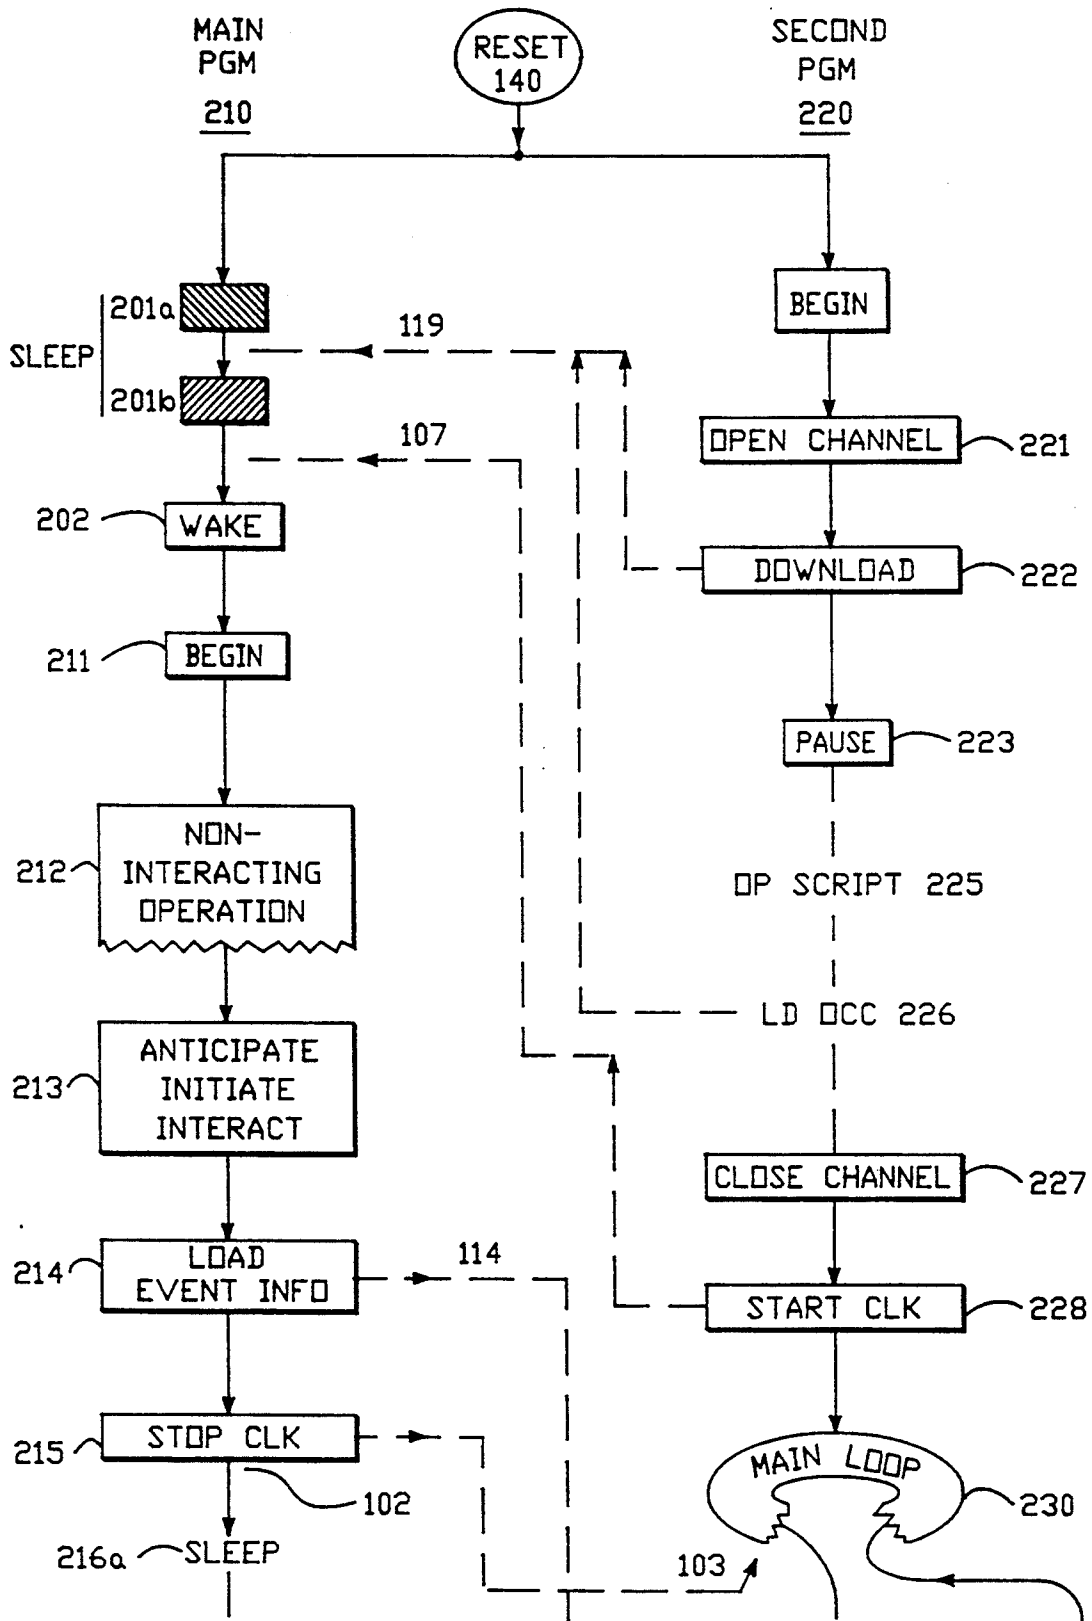 MAIN
PGM
210
RESET
140
SECOND
PGM
220
SLEEP
201a
201b
119
107
BEGIN
OPEN CHANNEL
221
202
WAKE
DOWNLOAD
222
211
BEGIN
PAUSE
223
212
NON-
INTERACTING
OPERATION
OP SCRIPT 225
LD OCC 226
213
ANTICIPATE
INITIATE
INTERACT
CLOSE CHANNEL
227
214
LOAD
EVENT INFO
114
START CLK
228
215
STOP CLK
102
MAIN LOOP
230
216a
SLEEP
103